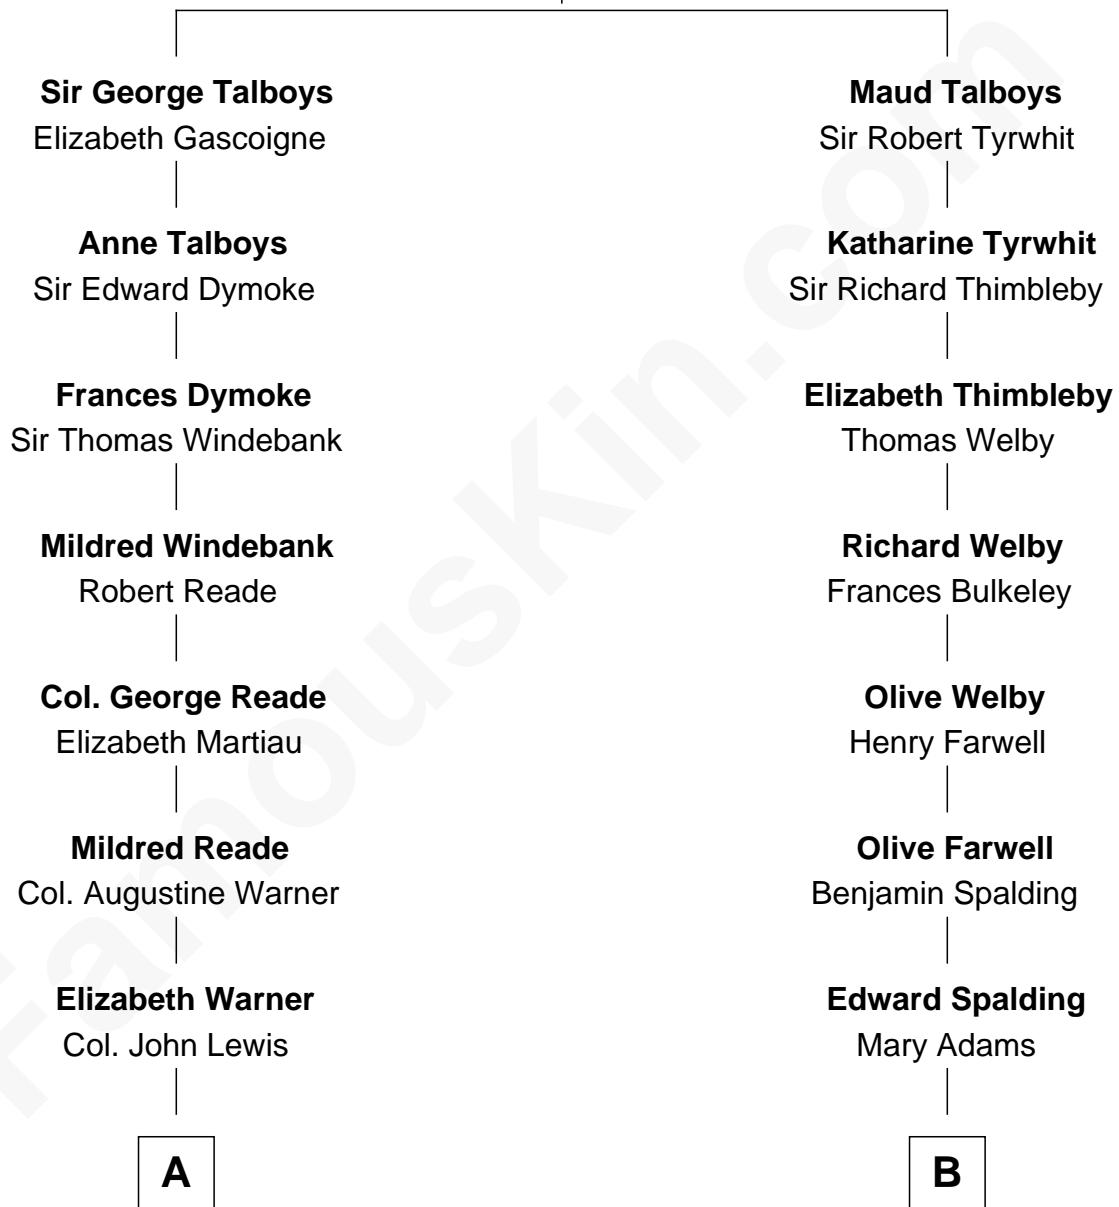 Sir George Talboys
Elizabeth Gascoigne
Anne Talboys
Sir Edward Dymoke
Frances Dymoke
Sir Thomas Windebank
Mildred Windebank
Robert Reade
Col. George Reade
Elizabeth Martiau
Mildred Reade
Col. Augustine Warner
Elizabeth Warner
Col. John Lewis
A
Maud Talboys
Sir Robert Tyrwhit
Katharine Tyrwhit
Sir Richard Thimbleby
Elizabeth Thimbleby
Thomas Welby
Richard Welby
Frances Bulkeley
Olive Welby
Henry Farwell
Olive Farwell
Benjamin Spalding
Edward Spalding
Mary Adams
B
FamousKin.com